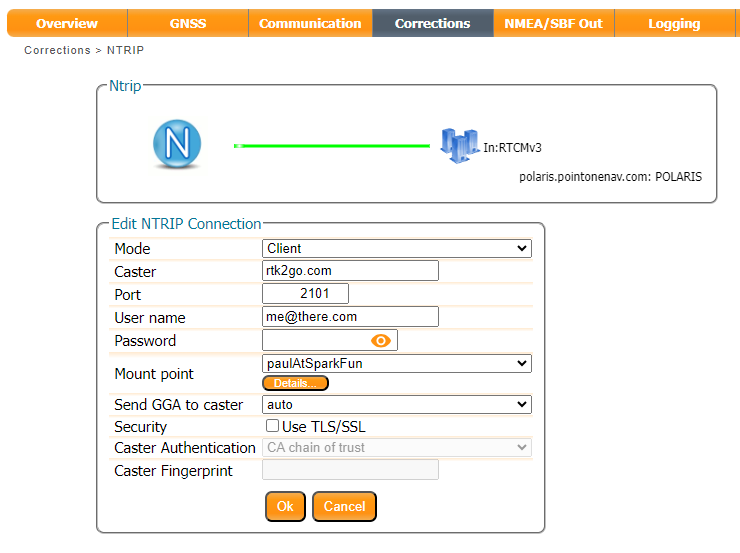 Overview GNSS Communication Corrections NMEA/SBF Out Logging
Corrections > NTRIP
Ntrip
N
In:RTCMv3
polaris.pointonenav.com: POLARIS
Edit NTRIP Connection
Mode Client
Caster rtk2go.com
Port 2101
User name me@there.com
Password
Mount point paulAtSparkFun
Details...
Send GGA to caster auto
Security Use TLS/SSL
Caster Authentication CA chain of trust
Caster Fingerprint
Ok Cancel